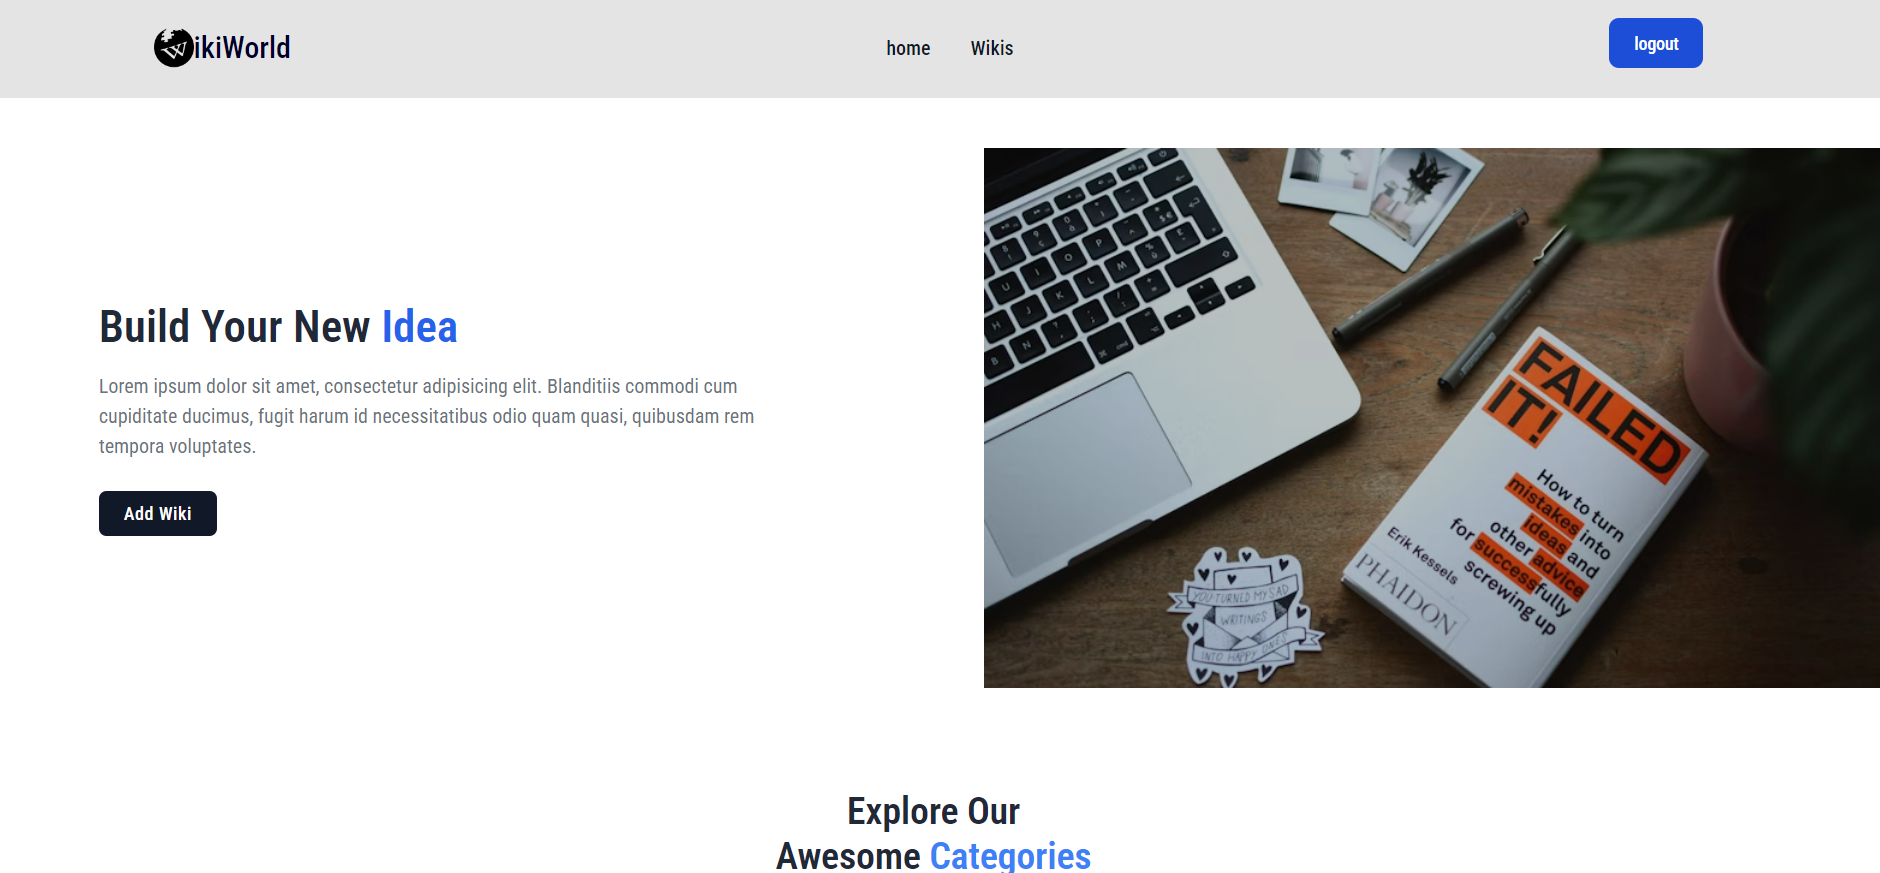 WikiWorld
home
Wikis
logout
Build Your New Idea
Lorem ipsum dolor sit amet, consectetur adipisicing elit. Blanditiis commodi cum
cupiditate ducimus, fugit harum id necessitatibus odio quam quasi, quibusdam rem
tempora voluptates.
Add Wiki
FAILED
IT!
How to turn
mistakes into
ideas and
other advice
for successfully
screwing up
Erik Kessels
PHAIDON
YOU TURNED MY SAD
WRITINGS
INTO HAPPY ONES
Explore Our
Awesome Categories